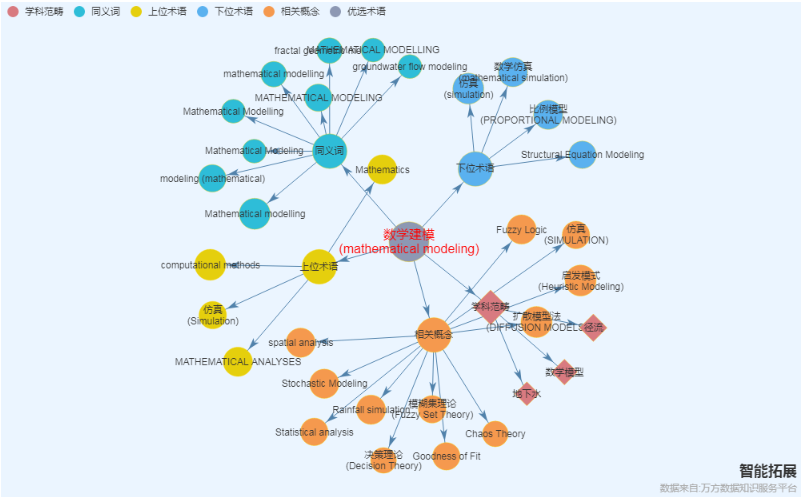 学科范畴 同义词 上位术语 下位术语 相关概念 优选术语
fractal geometric mo
MATHEMATICAL MODELLING
mathematical modelling
groundwater flow modeling
MATHEMATICAL MODELING
Mathematical Modelling
Mathematical Modeling
同义词
modeling (mathematical)
Mathematical modelling
数学仿真
(mathematical simulation)
仿真
(simulation)
比例模型
(PROPORTIONAL MODELING)
Structural Equation Modeling
下位术语
Mathematics
数学建模
(mathematical modeling)
Fuzzy Logic
仿真
(SIMULATION)
computational methods
上位术语
启发模式
(Heuristic Modeling)
仿真
(Simulation)
学科范畴
扩散模型法
(DIFFUSION MODELS)
径流
相关概念
spatial analysis
MATHEMATICAL ANALYSES
数学模型
Stochastic Modeling
地下水
Rainfall simulation
模糊集理论
(Fuzzy Set Theory)
Statistical analysis
Chaos Theory
决策理论
(Decision Theory)
Goodness of Fit
智能拓展
数据来自:万方数据知识服务平台